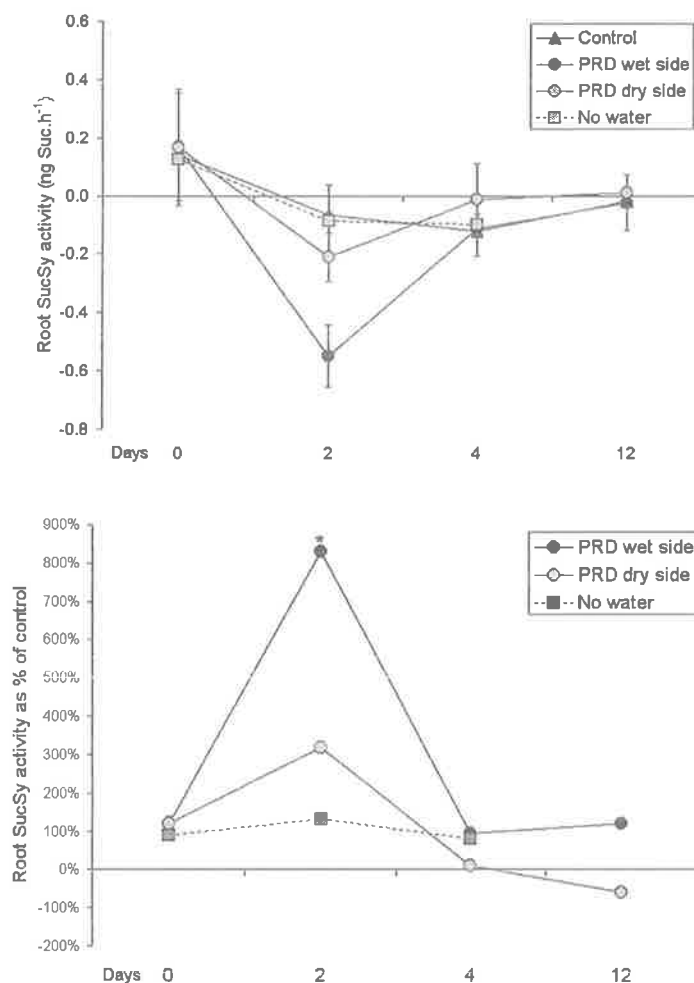 Root SucSy activity (ng Suc.h⁻¹)
0.6
0.4
0.2
0.0
-0.2
-0.4
-0.6
-0.8
Control
PRD wet side
PRD dry side
No water
Days 0 2 4 12
Root SucSy activity as % of control
900%
800%
700%
600%
500%
400%
300%
200%
100%
0%
-100%
-200%
*
PRD wet side
PRD dry side
No water
Days 0 2 4 12